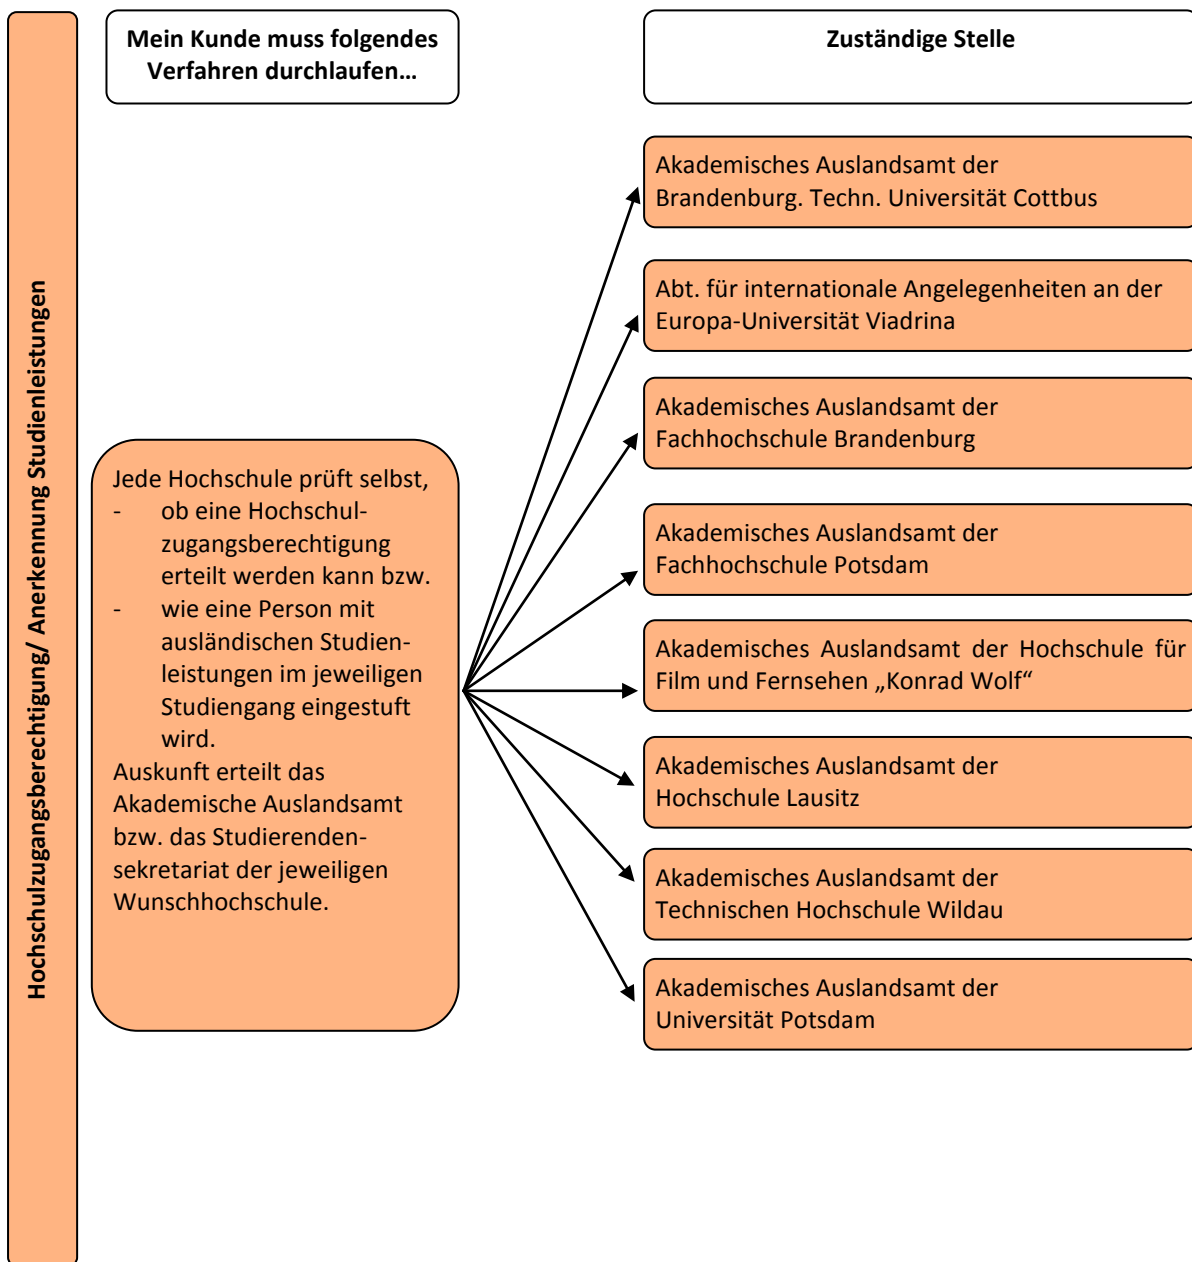 Hochschulzugangsberechtigung/ Anerkennung Studienleistungen
Mein Kunde muss folgendes
Verfahren durchlaufen…
Zuständige Stelle
Jede Hochschule prüft selbst,
- ob eine Hochschul-
zugangsberechtigung
erteilt werden kann bzw.
- wie eine Person mit
ausländischen Studien-
leistungen im jeweiligen
Studiengang eingestuft
wird.
Auskunft erteilt das
Akademische Auslandsamt
bzw. das Studierenden-
sekretariat der jeweiligen
Wunschhochschule.
Akademisches Auslandsamt der
Brandenburg. Techn. Universität Cottbus
Abt. für internationale Angelegenheiten an der
Europa-Universität Viadrina
Akademisches Auslandsamt der
Fachhochschule Brandenburg
Akademisches Auslandsamt der
Fachhochschule Potsdam
Akademisches Auslandsamt der Hochschule für
Film und Fernsehen „Konrad Wolf“
Akademisches Auslandsamt der
Hochschule Lausitz
Akademisches Auslandsamt der
Technischen Hochschule Wildau
Akademisches Auslandsamt der
Universität Potsdam